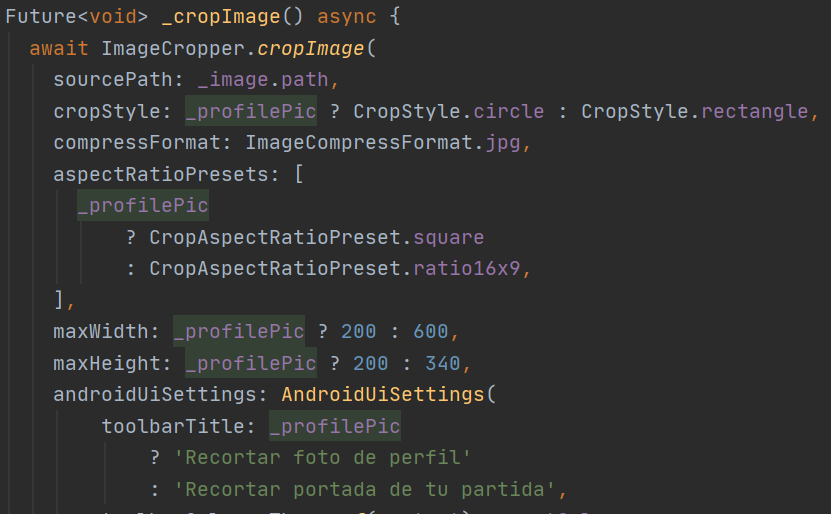 Future<void> _cropImage() async {
await ImageCropper.cropImage(
sourcePath: _image.path,
cropStyle: _profilePic ? CropStyle.circle : CropStyle.rectangle,
compressFormat: ImageCompressFormat.jpg,
aspectRatioPresets: [
_profilePic
? CropAspectRatioPreset.square
: CropAspectRatioPreset.ratio16x9,
],
maxWidth: _profilePic ? 200 : 600,
maxHeight: _profilePic ? 200 : 340,
androidUiSettings: AndroidUiSettings(
toolbarTitle: _profilePic
? 'Recortar foto de perfil'
: 'Recortar portada de tu partida',